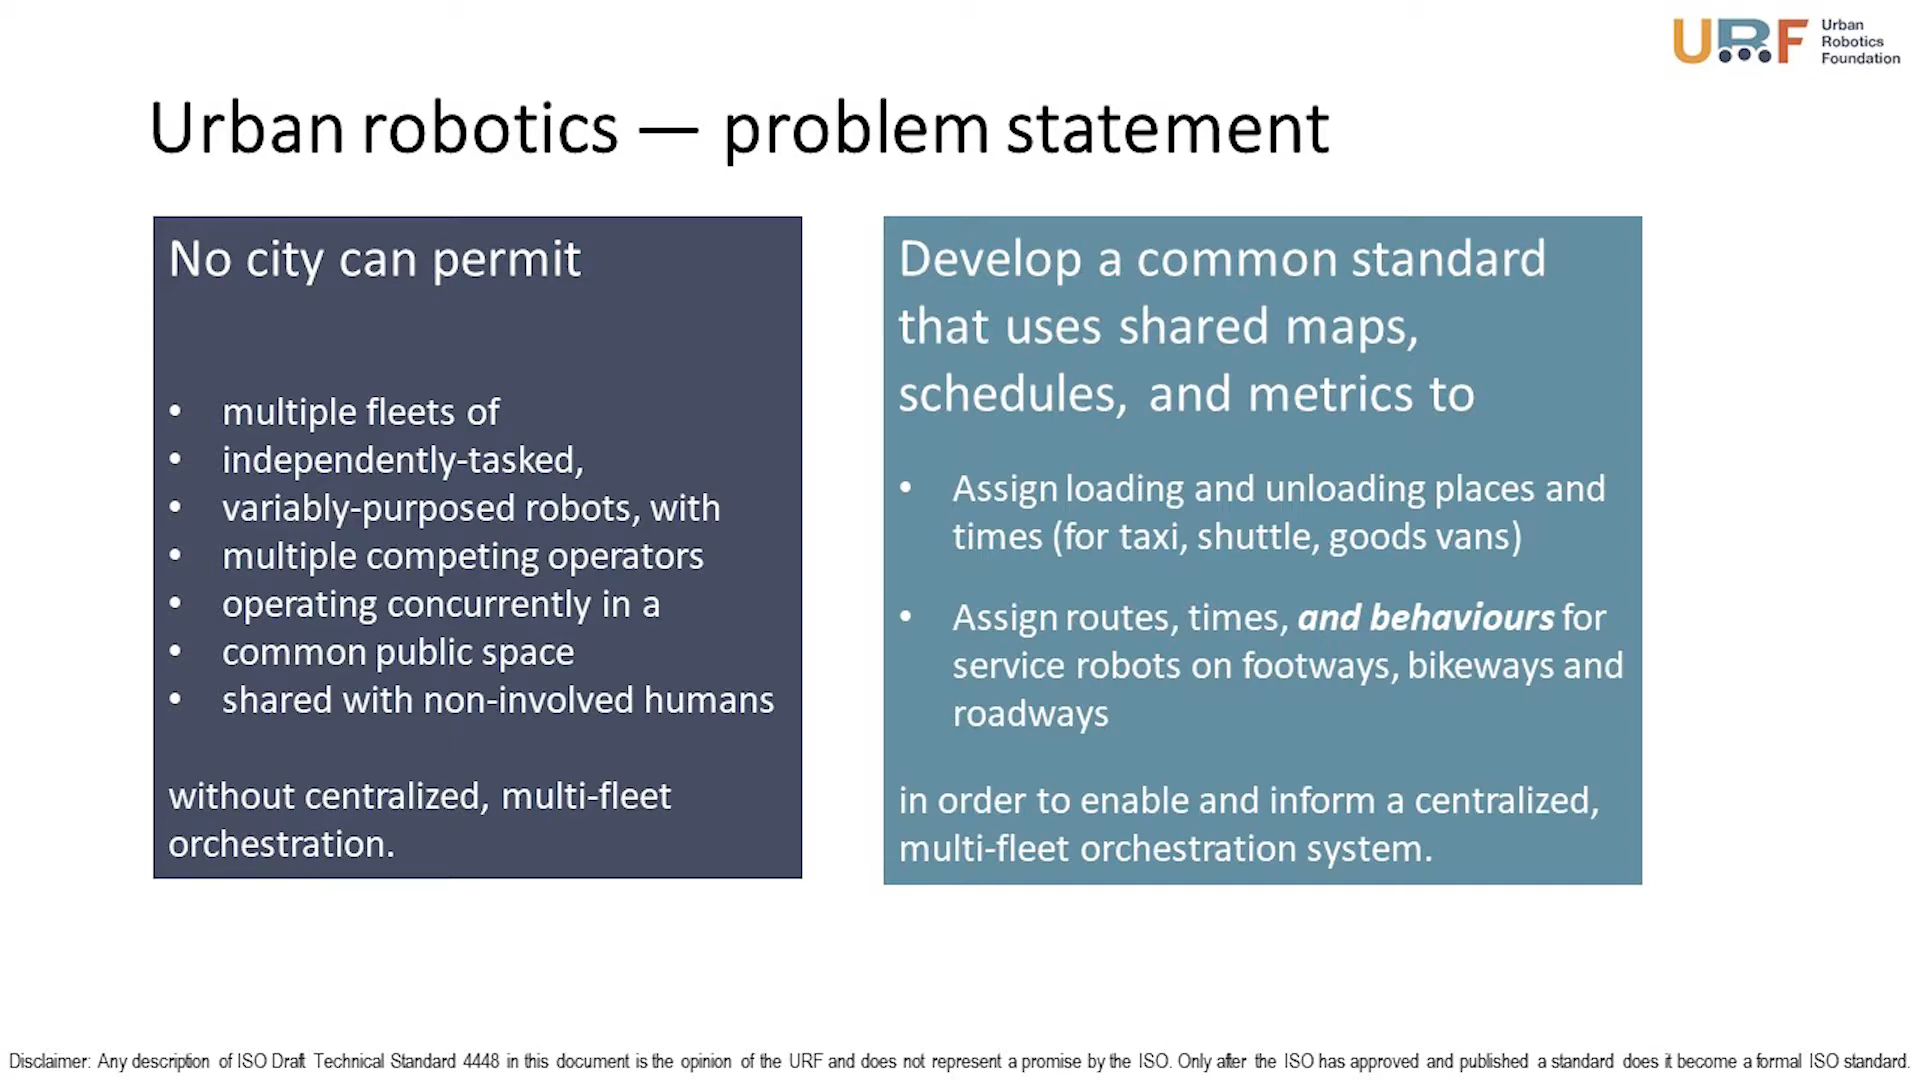 URF Urban
Robotics
Foundation
Urban robotics — problem statement
No city can permit
• multiple fleets of
• independently-tasked,
• variably-purposed robots, with
• multiple competing operators
• operating concurrently in a
• common public space
• shared with non-involved humans
without centralized, multi-fleet
orchestration.
Develop a common standard
that uses shared maps,
schedules, and metrics to
• Assign loading and unloading places and
times (for taxi, shuttle, goods vans)
• Assign routes, times, and behaviours for
service robots on footways, bikeways and
roadways
in order to enable and inform a centralized,
multi-fleet orchestration system.
Disclaimer: Any description of ISO Draft Technical Standard 4448 in this document is the opinion of the URF and does not represent a promise by the ISO. Only after the ISO has approved and published a standard does it become a formal ISO standard.